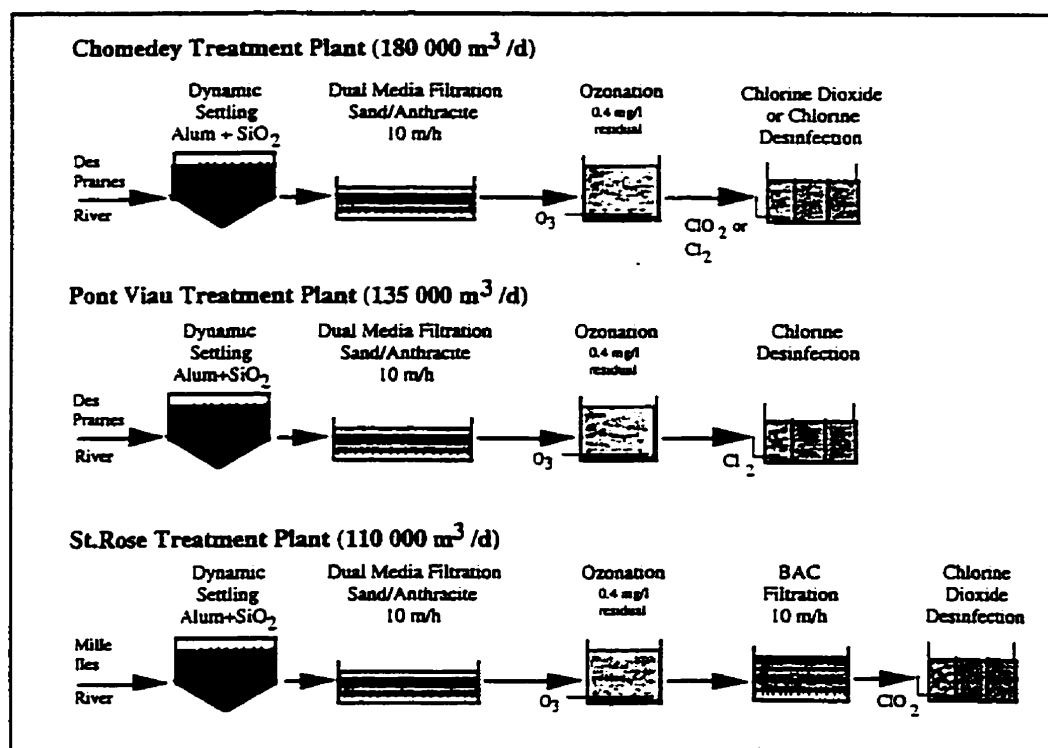 Chomedey Treatment Plant (180 000 m³ /d)
Dynamic
Settling
Alum + SiO₂
Dual Media Filtration
Sand/Anthracite
10 m/h
Ozonation
0.4 mg/l
residual
Chlorine Dioxide
or Chlorine
Desinfection
Des
Prairies
River
O₃
ClO₂ or
Cl₂
Pont Viau Treatment Plant (135 000 m³ /d)
Dynamic
Settling
Alum+SiO₂
Dual Media Filtration
Sand/Anthracite
10 m/h
Ozonation
0.4 mg/l
residual
Chlorine
Desinfection
Des
Prairies
River
O₃
Cl₂
St.Rose Treatment Plant (110 000 m³ /d)
Dynamic
Settling
Alum+SiO₂
Dual Media Filtration
Sand/Anthracite
10 m/h
Ozonation
0.4 mg/l
residual
BAC
Filtration
10 m/h
Chlorine
Dioxide
Desinfection
Mille
Iles
River
O₃
ClO₂